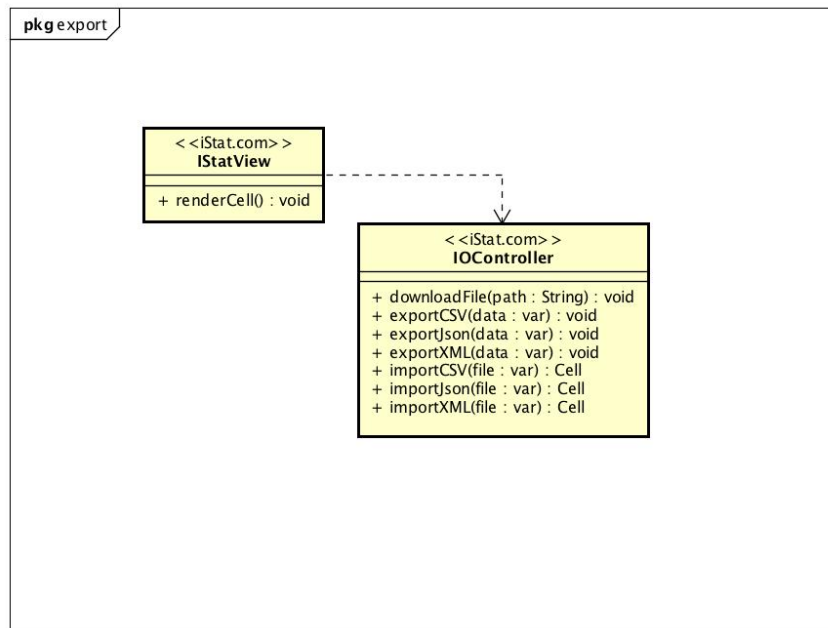 pkg export
<<iStat.com>>
IStatView
+ renderCell() : void
<<iStat.com>>
IOController
+ downloadFile(path : String) : void
+ exportCSV(data : var) : void
+ exportJson(data : var) : void
+ exportXML(data : var) : void
+ importCSV(file : var) : Cell
+ importJson(file : var) : Cell
+ importXML(file : var) : Cell